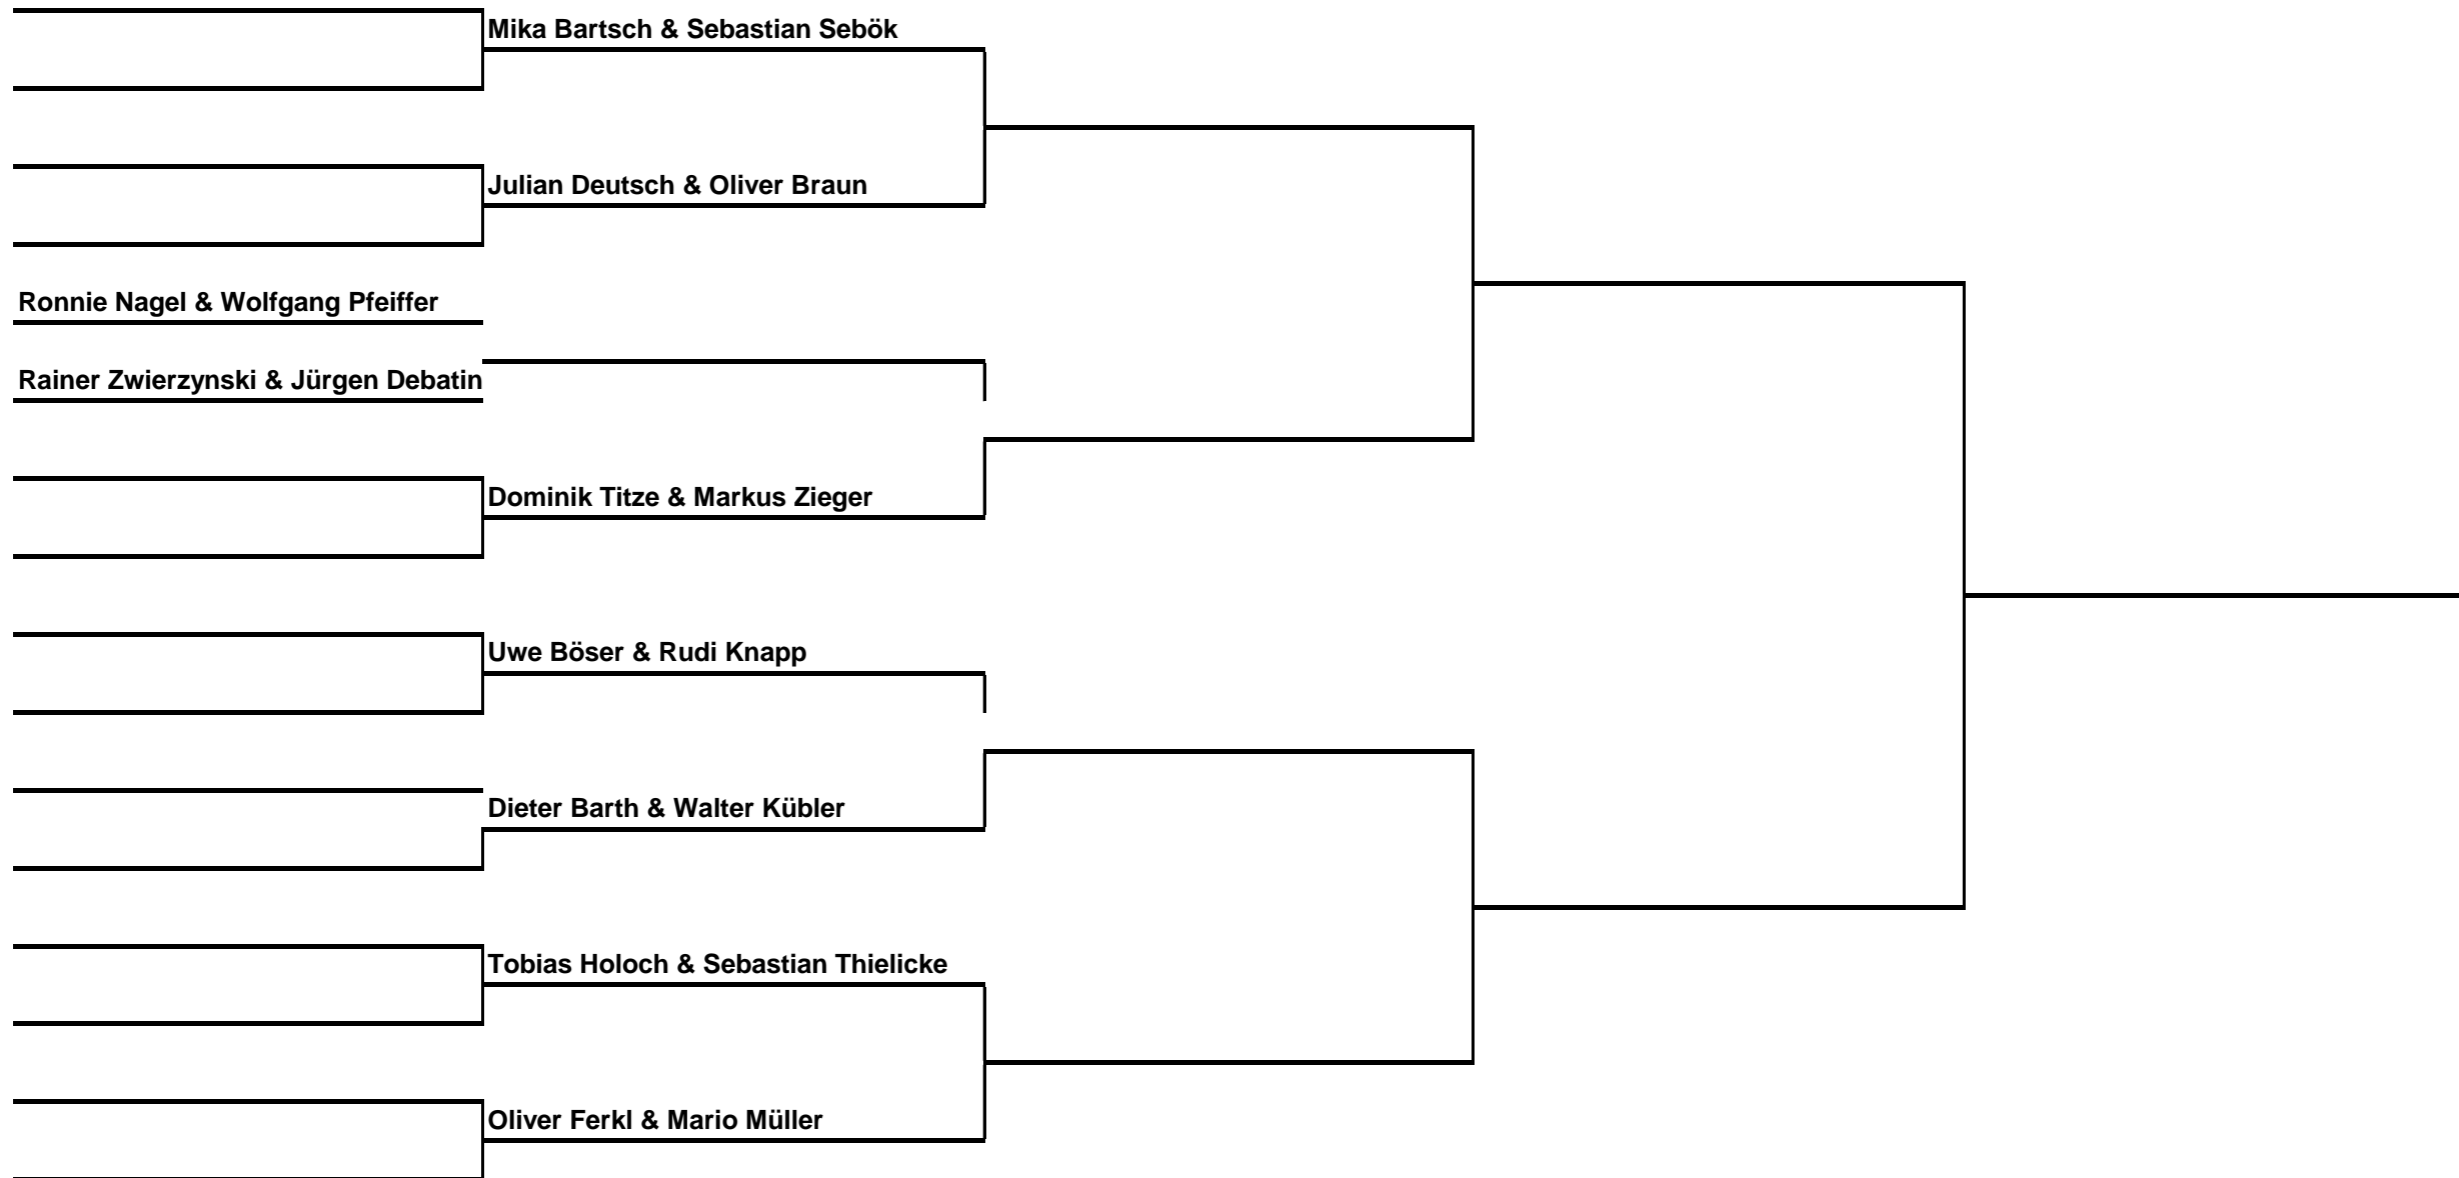 Mika Bartsch & Sebastian Sebök
Julian Deutsch & Oliver Braun
Ronnie Nagel & Wolfgang Pfeiffer
Rainer Zwierzynski & Jürgen Debatin
Dominik Titze & Markus Zieger
Uwe Böser & Rudi Knapp
Dieter Barth & Walter Kübler
Tobias Holoch & Sebastian Thielicke
Oliver Ferkl & Mario Müller